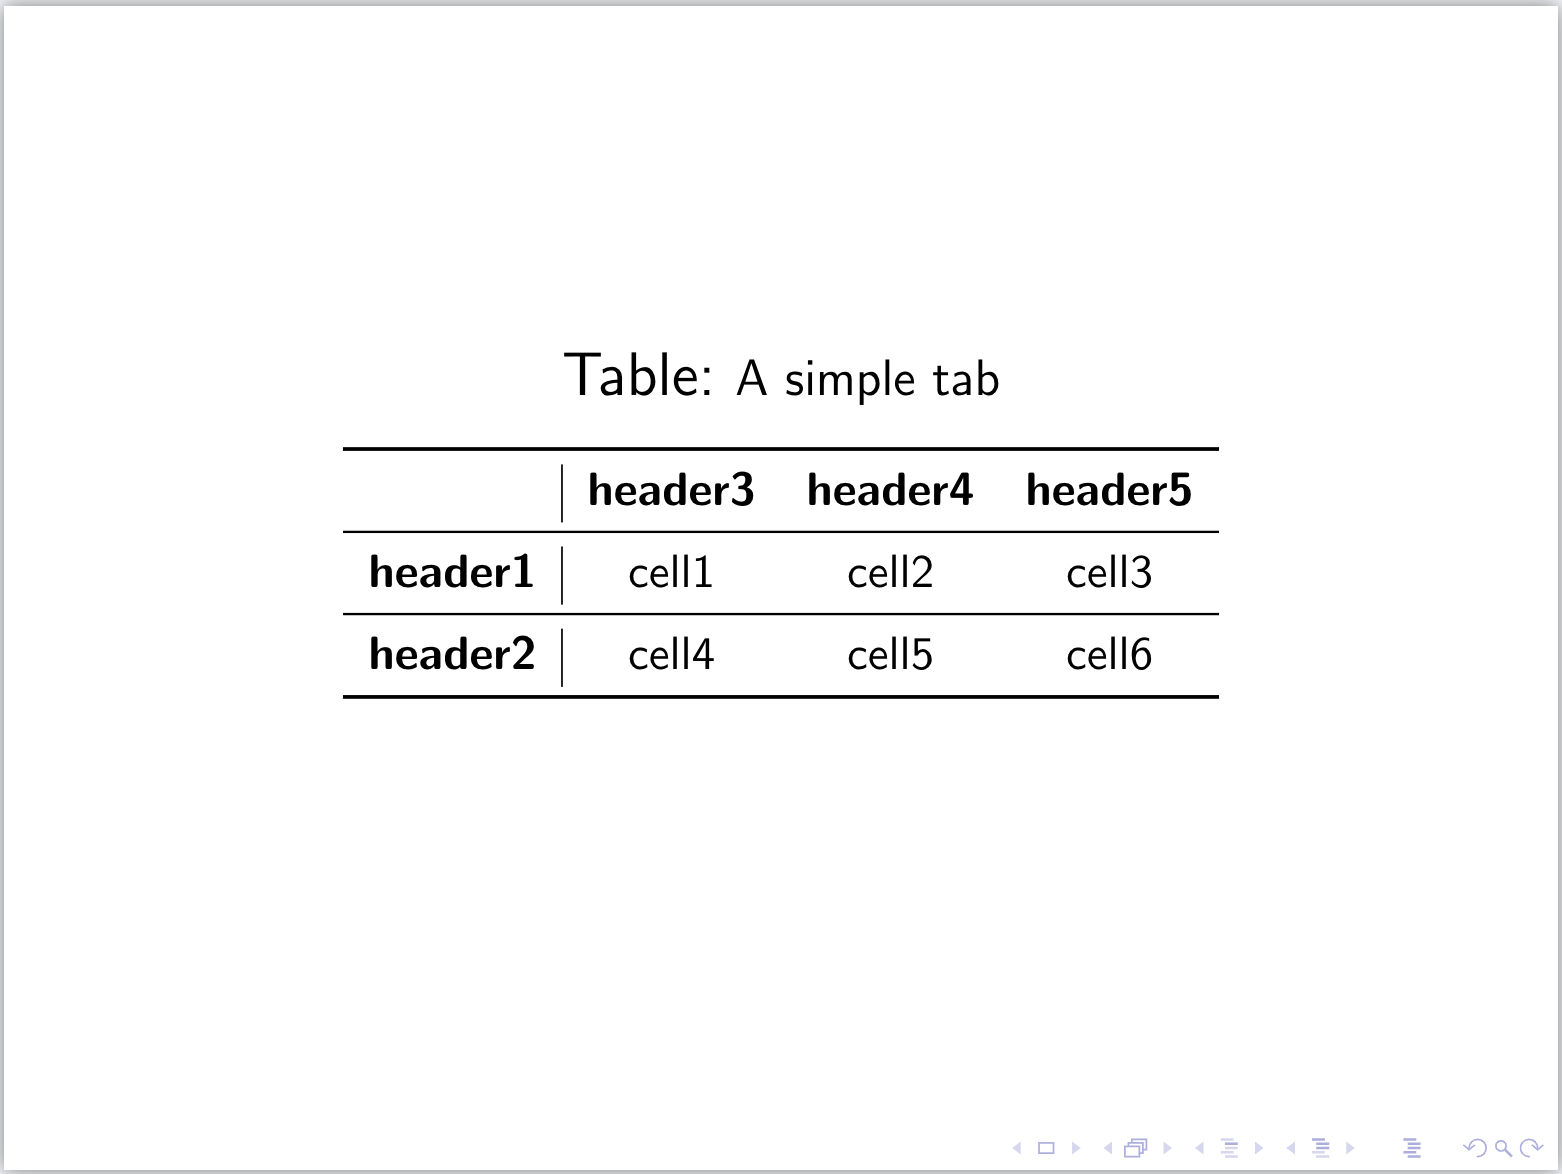 Table: A simple tab
header3 header4 header5
header1 cell1 cell2 cell3
header2 cell4 cell5 cell6